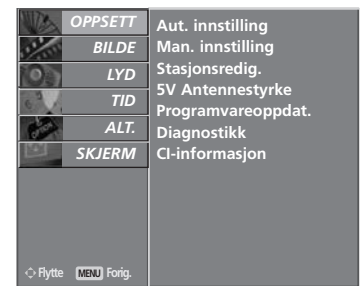 OPPSETT
BILDE
LYD
TID
ALT.
SKJERM
Flytte MENU Forig.
Aut. innstilling
Man. innstilling
Stasjonsredig.
5V Antennestyrke
Programvareoppdat.
Diagnostikk
CI-informasjon